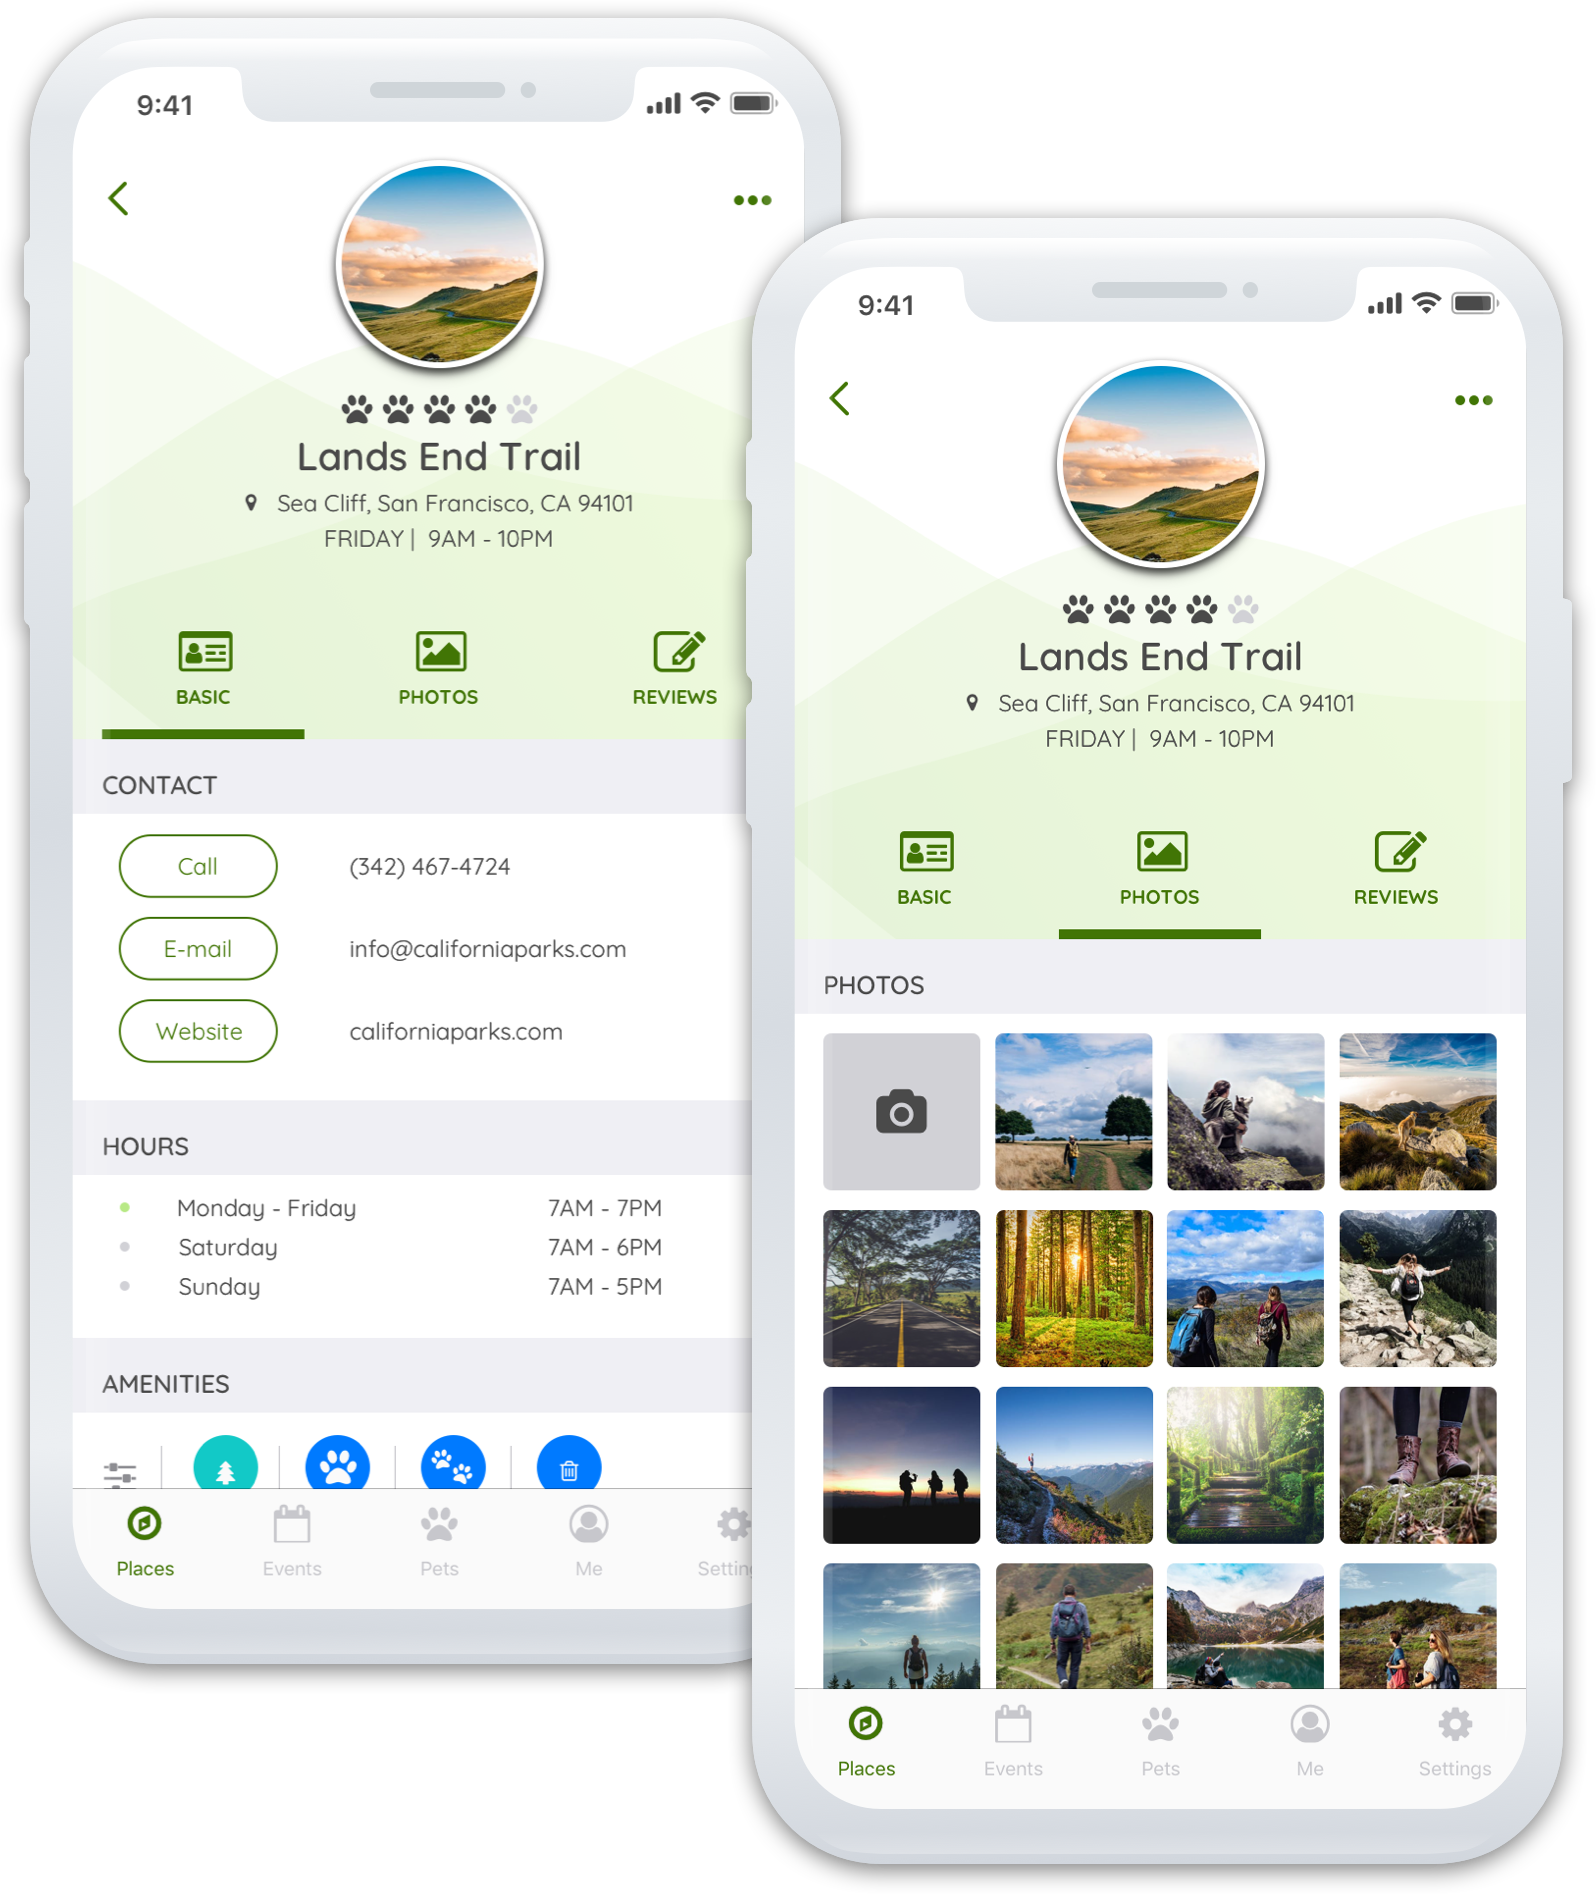 9:41
Lands End Trail
Sea Cliff, San Francisco, CA 94101
FRIDAY | 9AM - 10PM
BASIC PHOTOS REVIEWS
CONTACT
Call (342) 467-4724
E-mail info@californiaparks.com
Website californiaparks.com
HOURS
Monday - Friday 7AM - 7PM
Saturday 7AM - 6PM
Sunday 7AM - 5PM
AMENITIES
Places Events Pets Me Settin
9:41
Lands End Trail
Sea Cliff, San Francisco, CA 94101
FRIDAY | 9AM - 10PM
BASIC PHOTOS REVIEWS
PHOTOS
Places Events Pets Me Settings